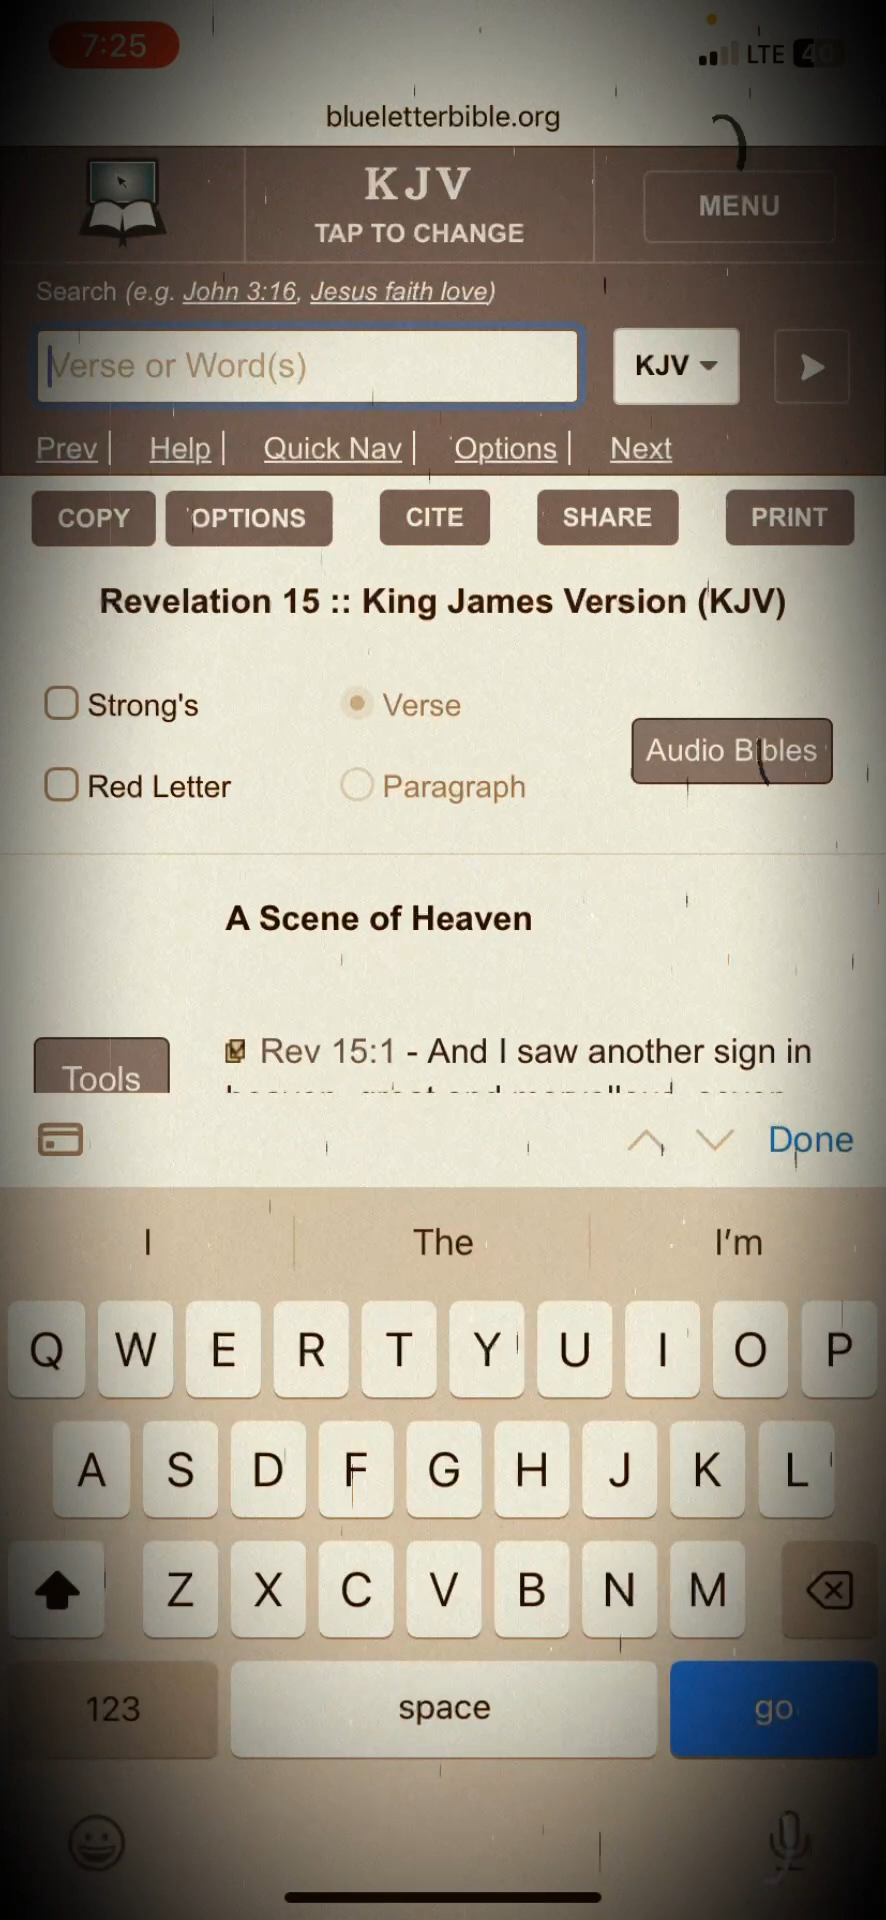 7:25
LTE 40
blueletterbible.org
KJV
TAP TO CHANGE
MENU
Search (e.g. John 3:16, Jesus faith love)
Verse or Word(s)
KJV
Prev | Help | Quick Nav | Options | Next
COPY OPTIONS CITE SHARE PRINT
Revelation 15 :: King James Version (KJV)
Strong's Verse
Audio Bibles
Red Letter Paragraph
A Scene of Heaven
Tools
Rev 15:1 - And I saw another sign in
Done
I The I'm
Q W E R T Y U I O P
A S D F G H J K L
Z X C V B N M
123 space go